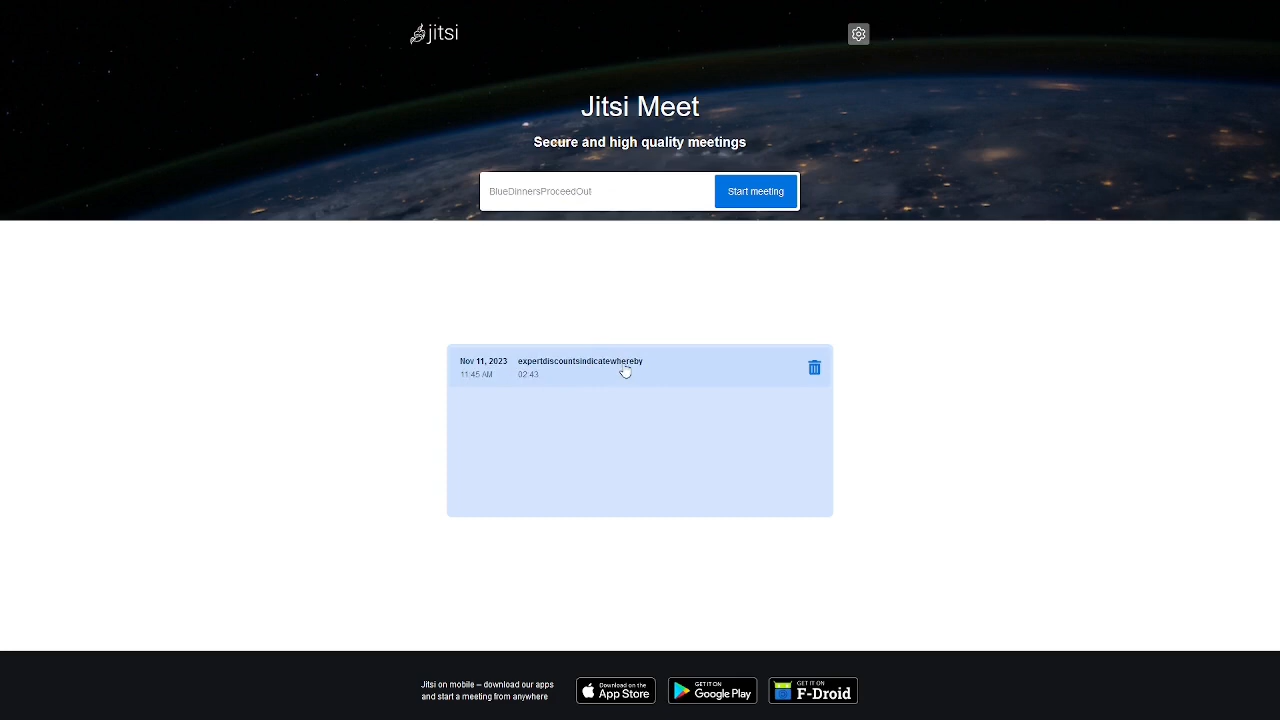 jitsi
Jitsi Meet
Secure and high quality meetings
BlueDinnersProceedOut
Start meeting
Nov 11, 2023 expertdiscountsindicatewhereby
11:45 AM 02:43
Jitsi on mobile – download our apps
and start a meeting from anywhere
Download on the
App Store
GET IT ON
Google Play
GET IT ON
F-Droid